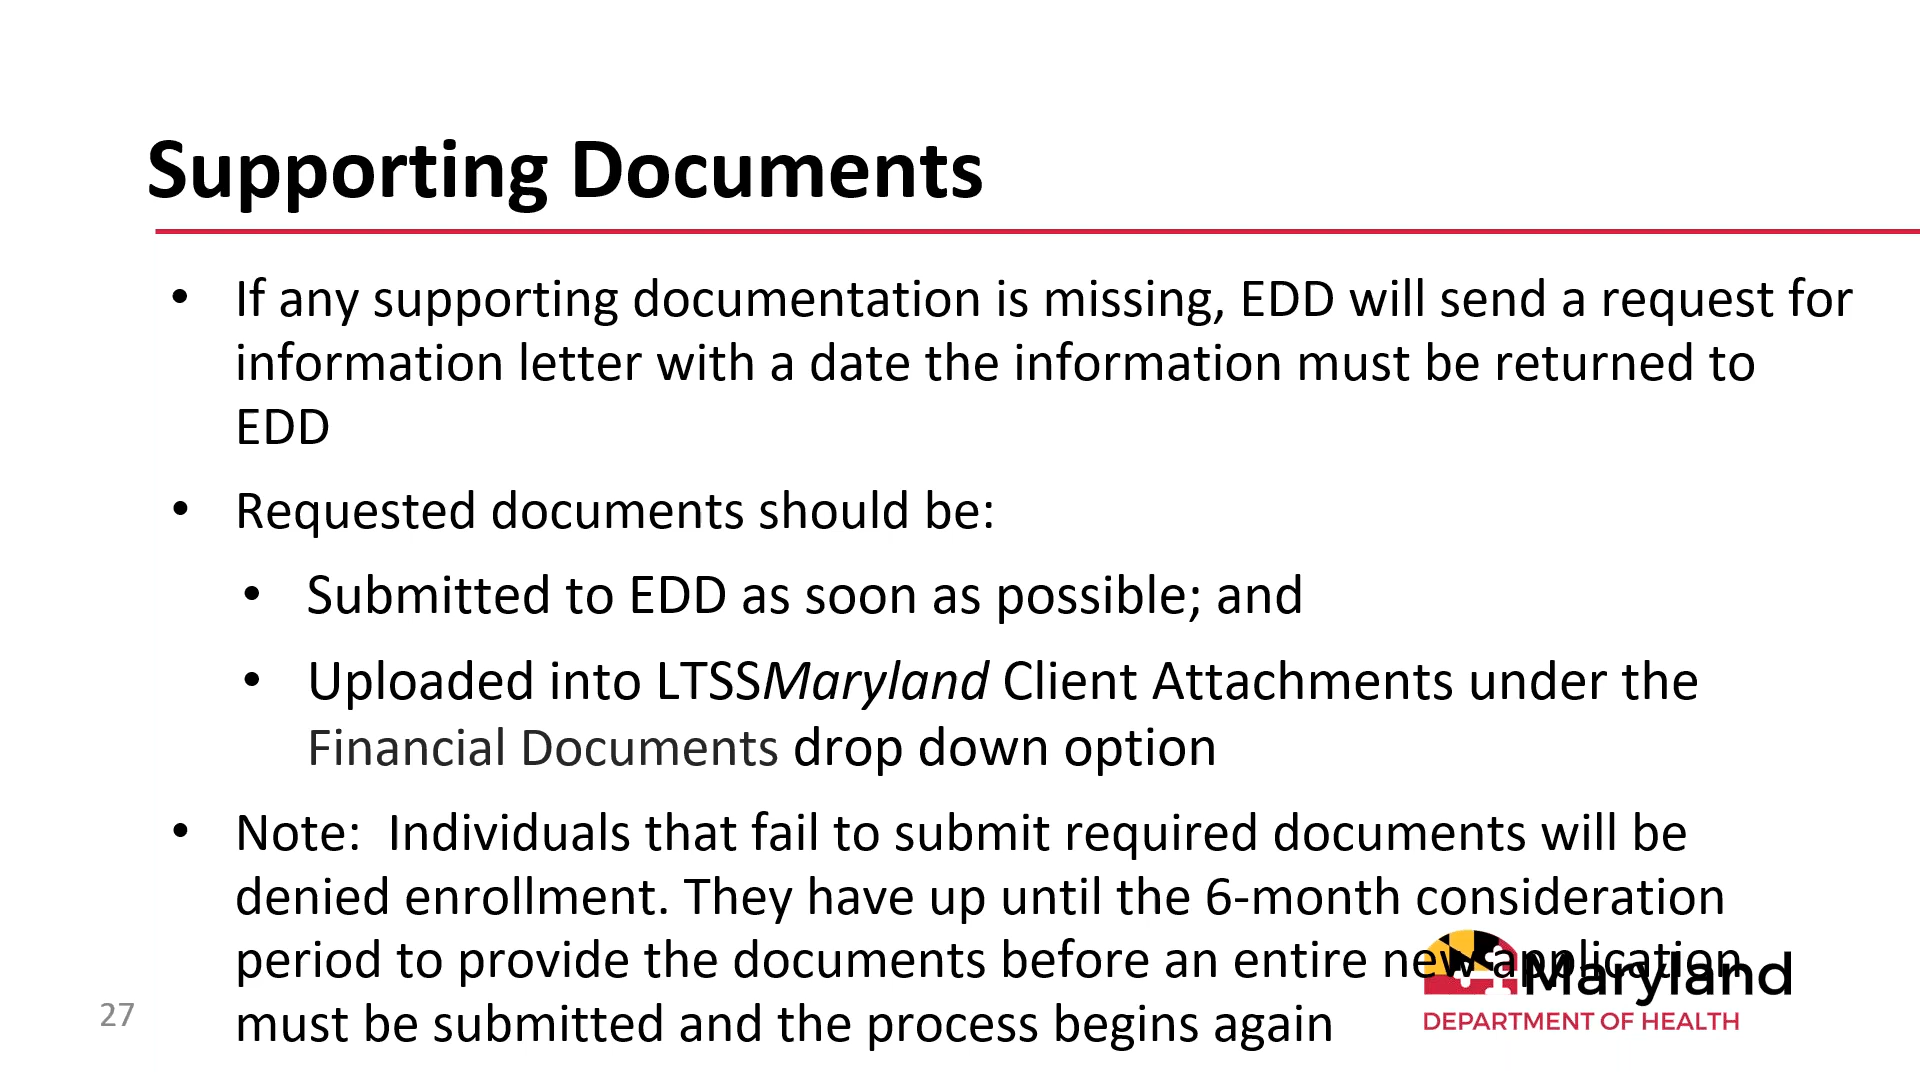 Supporting Documents
• If any supporting documentation is missing, EDD will send a request for
information letter with a date the information must be returned to
EDD
• Requested documents should be:
• Submitted to EDD as soon as possible; and
• Uploaded into LTSSMaryland Client Attachments under the
Financial Documents drop down option
• Note:  Individuals that fail to submit required documents will be
denied enrollment. They have up until the 6-month consideration
period to provide the documents before an entire new application
must be submitted and the process begins again
27
Maryland
DEPARTMENT OF HEALTH